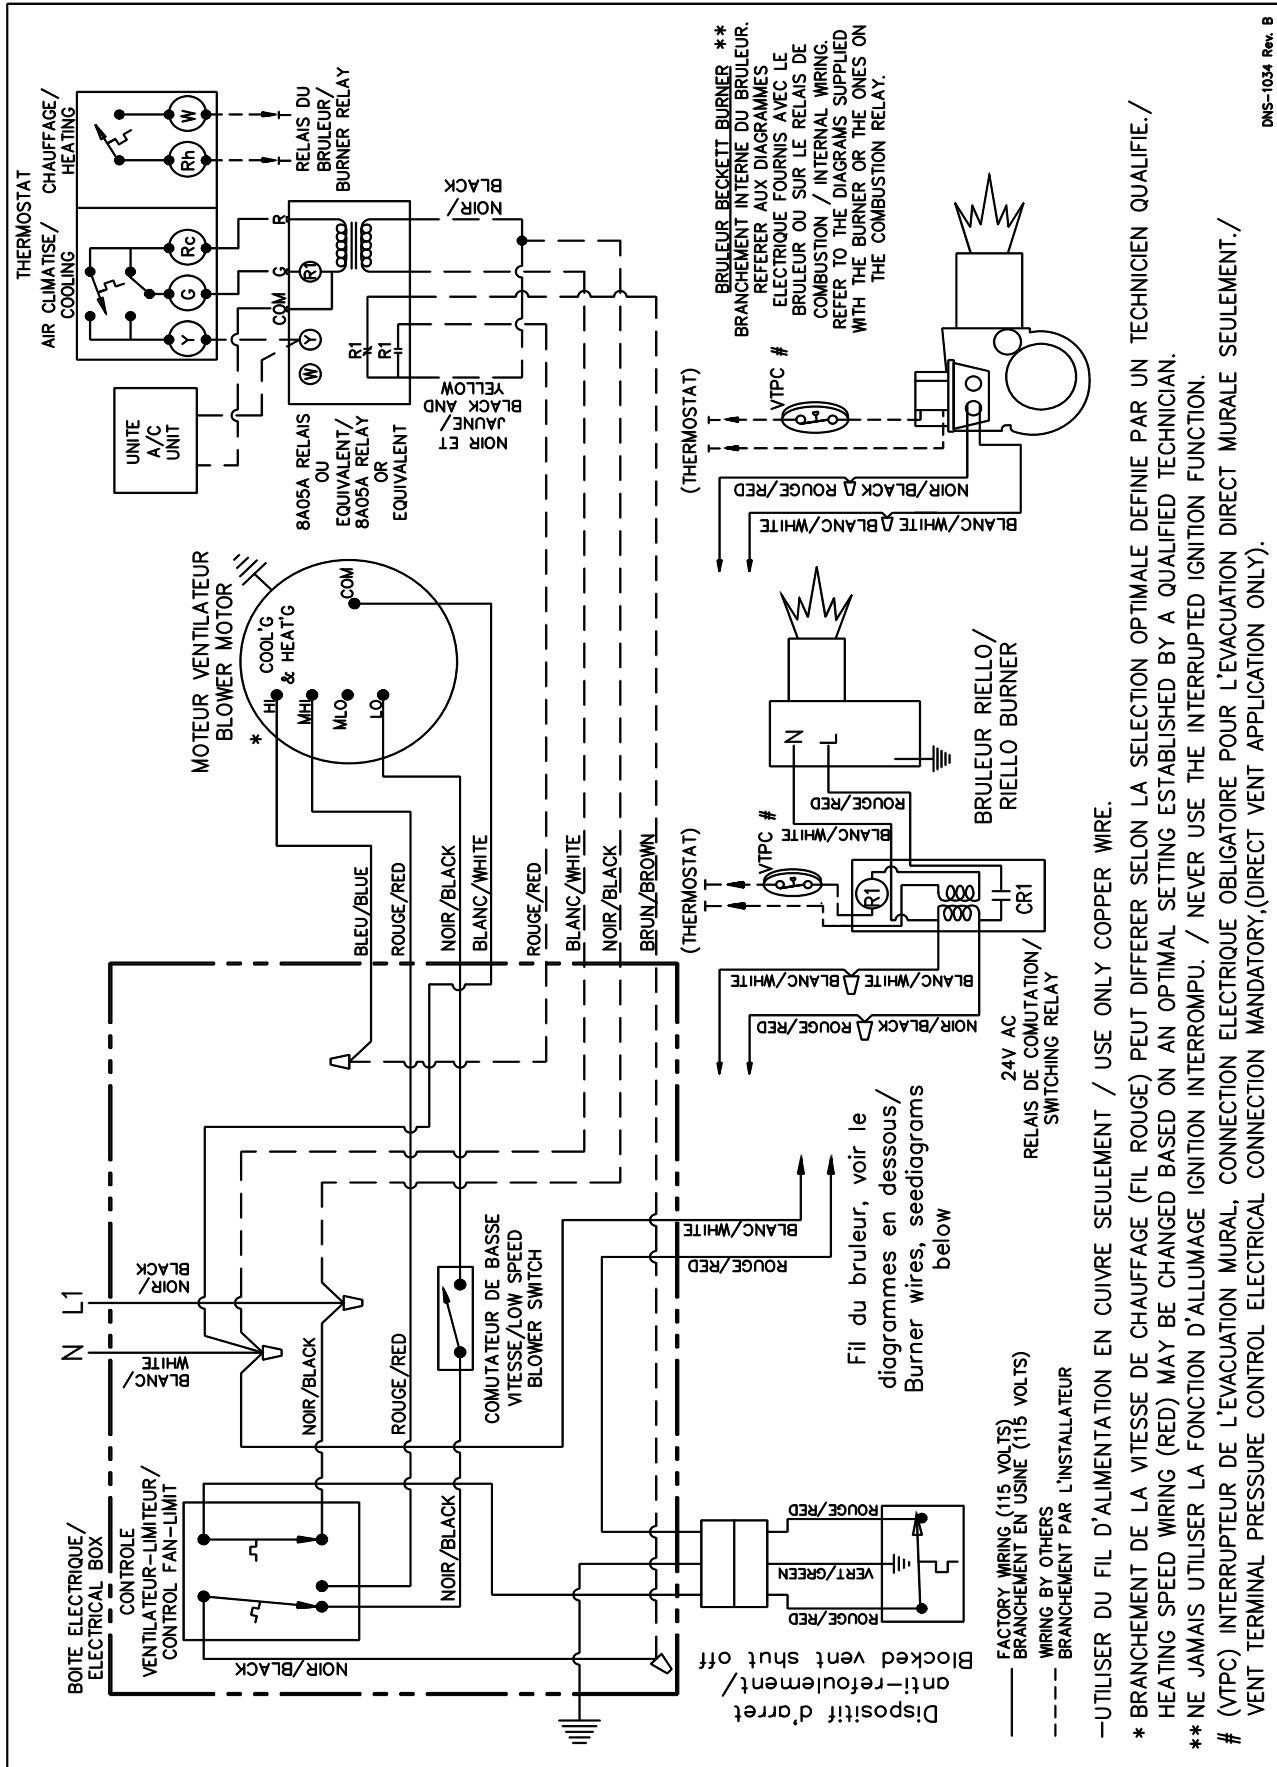 THERMOSTAT
AIR CLIMATISE/
COOLING
CHAUFFAGE/
HEATING
Y
G
Rc
Rh
W
UNITE
A/C
UNIT
RELAIS DU
BRULEUR/
BURNER RELAY
COM
G
R
W
Y
R1
R1
R1
NOIR/
BLACK
NOIR ET
JAUNE/
BLACK AND
YELLOW
8A05A RELAIS
OU
EQUIVALENT/
8A05A RELAY
OR
EQUIVALENT
MOTEUR VENTILATEUR
BLOWER MOTOR
*
HI
MHI
MLO
LO
COOL'G
& HEAT'G
COM
BLEU/BLUE
ROUGE/RED
NOIR/BLACK
BLANC/WHITE
ROUGE/RED
BLANC/WHITE
NOIR/BLACK
BRUN/BROWN
N
L1
BLANC/
WHITE
NOIR/
BLACK
BOITE ELECTRIQUE/
ELECTRICAL BOX
CONTROLE
VENTILATEUR-LIMITEUR/
CONTROL FAN-LIMIT
NOIR/BLACK
NOIR/BLACK
ROUGE/RED
NOIR/BLACK
COMUTATEUR DE BASSE
VITESSE/LOW SPEED
BLOWER SWITCH
BLANC/WHITE
ROUGE/RED
Fil du bruleur, voir le
diagrammes en dessous/
Burner wires, seediagrams
below
ROUGE/RED
VERT/GREEN
ROUGE/RED
Dispositif d'arret
anti-refoulement/
Blocked vent shut off
BRULEUR BECKETT BURNER **
BRANCHEMENT INTERNE DU BRULEUR.
REFERER AUX DIAGRAMMES
ELECTRIQUE FOURNIS AVEC LE
BRULEUR OU SUR LE RELAIS DE
COMBUSTION / INTERNAL WIRING.
REFER TO THE DIAGRAMS SUPPLIED
WITH THE BURNER OR THE ONES ON
THE COMBUSTION RELAY.
(THERMOSTAT)
VTPC #
NOIR/BLACK
ROUGE/RED
BLANC/WHITE
BLANC/WHITE
(THERMOSTAT)
VTPC #
BLANC/WHITE
ROUGE/RED
N
L
R1
CR1
BLANC/WHITE
BLANC/WHITE
NOIR/BLACK
ROUGE/RED
BRULEUR RIELLO/
RIELLO BURNER
24V AC
RELAIS DE COMUTATION/
SWITCHING RELAY
FACTORY WIRING (115 VOLTS)
BRANCHEMENT EN USINE (115 VOLTS)
WIRING BY OTHERS
BRANCHEMENT PAR L'INSTALLATEUR
-UTILISER DU FIL D'ALIMENTATION EN CUIVRE SEULEMENT / USE ONLY COPPER WIRE.
* BRANCHEMENT DE LA VITESSE DE CHAUFFAGE (FIL ROUGE) PEUT DIFFERER SELON LA SELECTION OPTIMALE DEFINIE PAR UN TECHNICIEN QUALIFIE./
HEATING SPEED WIRING (RED) MAY BE CHANGED BASED ON AN OPTIMAL SETTING ESTABLISHED BY A QUALIFIED TECHNICIAN.
** NE JAMAIS UTILISER LA FONCTION D'ALLUMAGE IGNITION INTERROMPU. / NEVER USE THE INTERRUPTED IGNITION FUNCTION.
# (VTPC) INTERRUPTEUR DE L'EVACUATION MURAL, CONNECTION ELECTRIQUE OBLIGATOIRE POUR L'EVACUATION DIRECT MURALE SEULEMENT./
VENT TERMINAL PRESSURE CONTROL ELECTRICAL CONNECTION MANDATORY,(DIRECT VENT APPLICATION ONLY).
DNS-1034 Rev. B